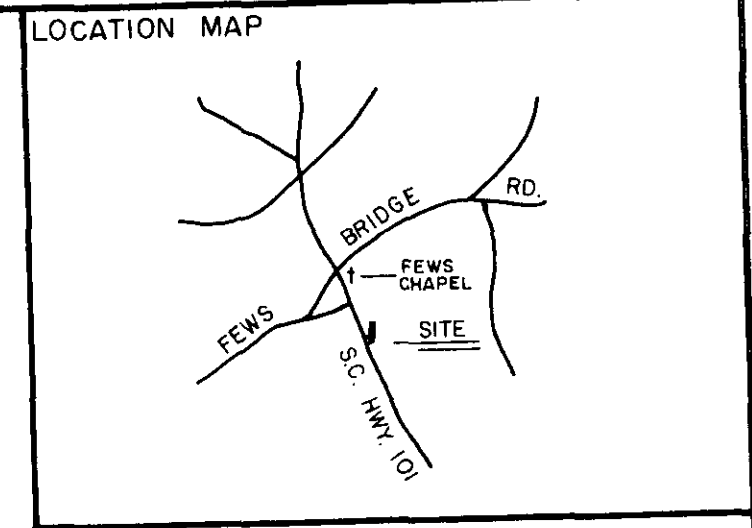 LOCATION MAP
BRIDGE
RD.
FEWS
CHAPEL
FEWS
SITE
S.C. HWY. 101